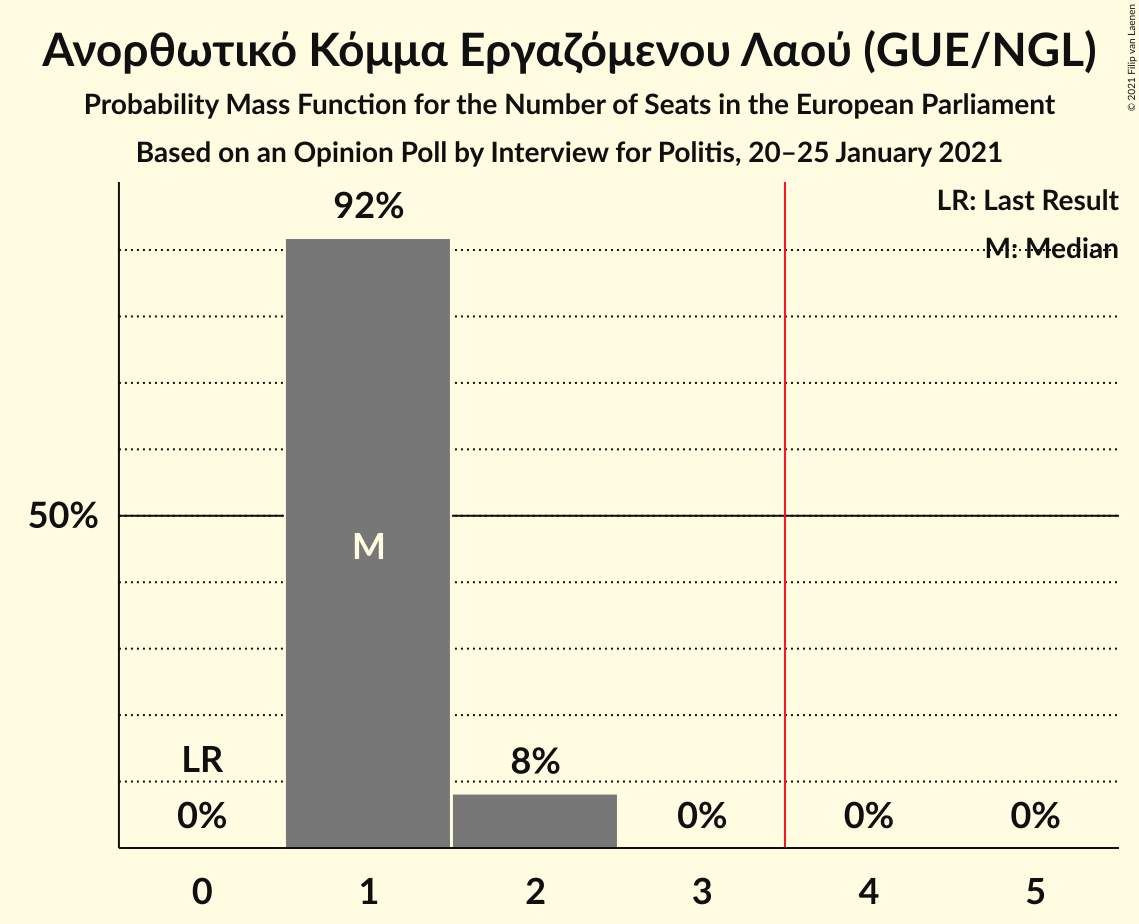 Ανορθωτικό Κόμμα Εργαζόμενου Λαού (GUE/NGL)
Probability Mass Function for the Number of Seats in the European Parliament
Based on an Opinion Poll by Interview for Politis, 20–25 January 2021
© 2021 Filip van Laenen
LR: Last Result
M: Median
92%
50%
M
LR
8%
0%
0%
0%
0%
0
1
2
3
4
5